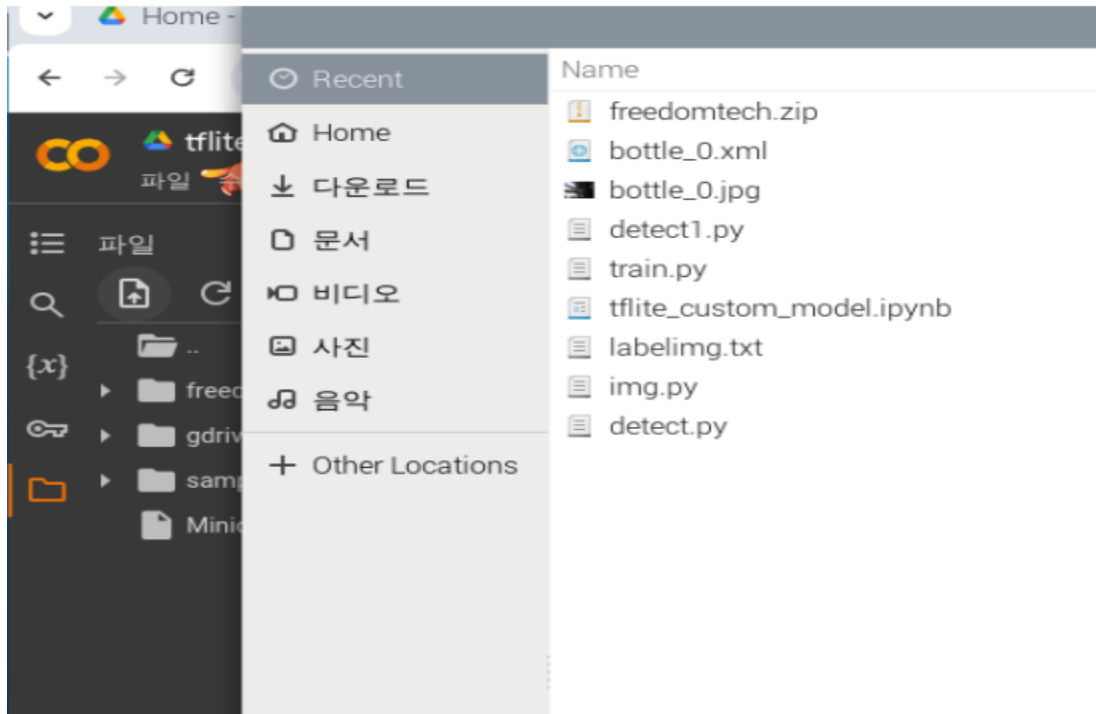 Home -
tflite
파일
파일
{x}
..
freed
gdriv
samp
Minic
Recent
Home
다운로드
문서
비디오
사진
음악
+ Other Locations
Name
freedomtech.zip
bottle_0.xml
bottle_0.jpg
detect1.py
train.py
tflite_custom_model.ipynb
labelimg.txt
img.py
detect.py